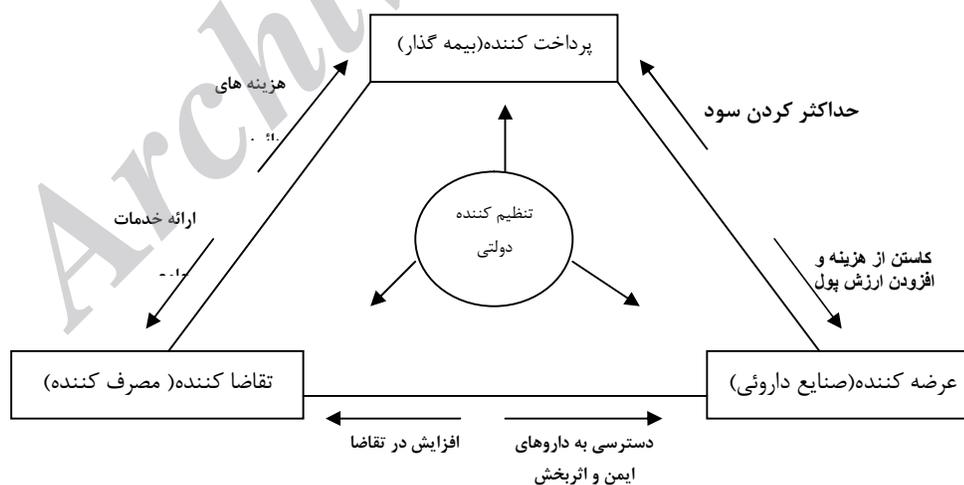 پرداخت کننده(بیمه گذار)
هزینه های
حداکثر کردن سود
تنظیم کننده
دولتی
ارائه خدمات
کاستن از هزینه و
افزودن ارزش پول
تقاضا کننده( مصرف کننده)
عرضه کننده(صنایع داروئی)
افزایش در تقاضا
دسترسی به داروهای
ایمن و اثربخش